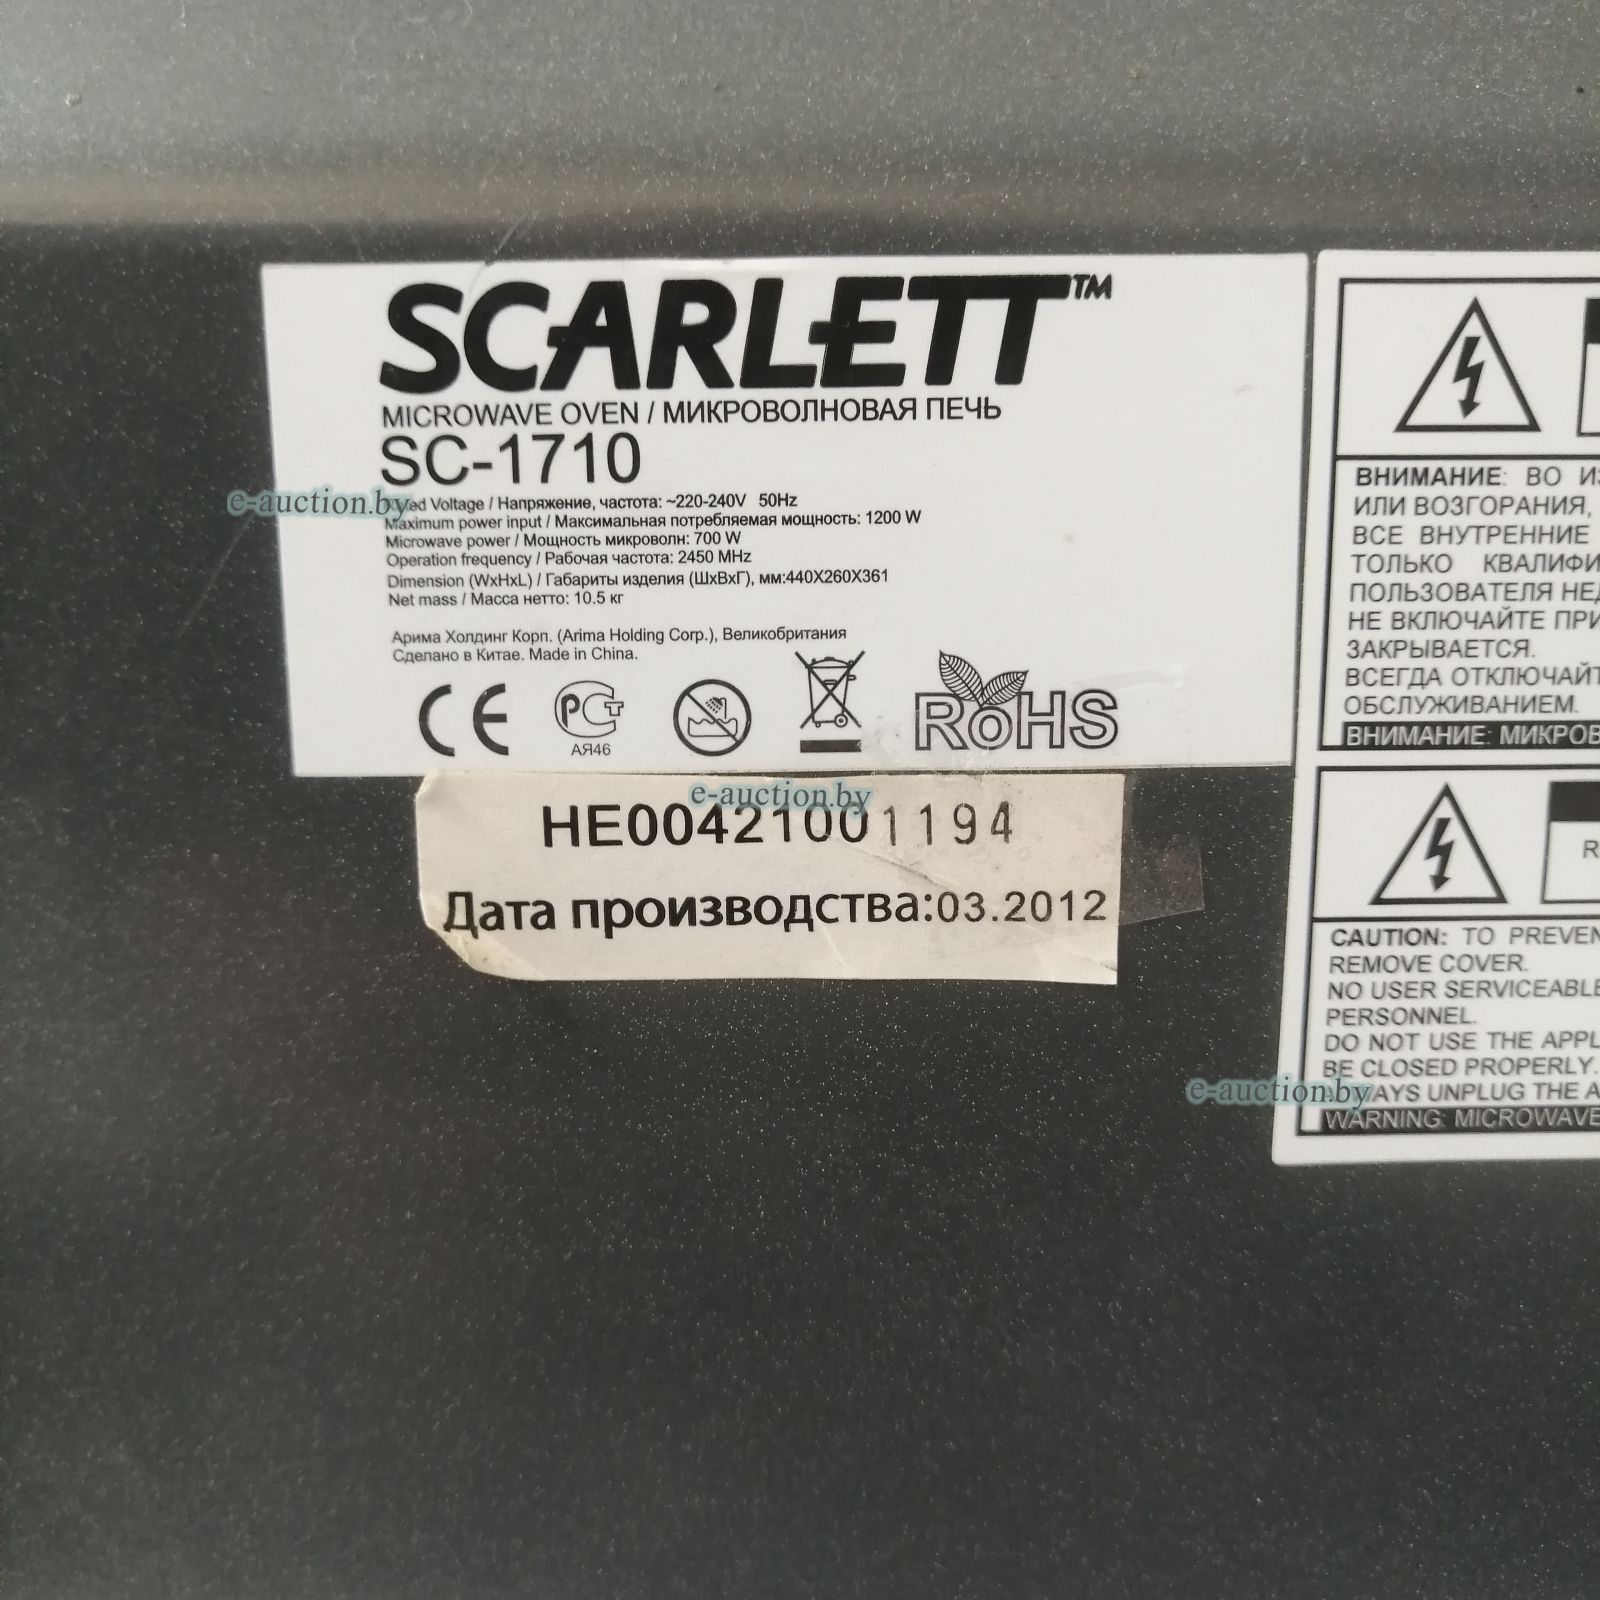 SCARLETT™
MICROWAVE OVEN / МИКРОВОЛНОВАЯ ПЕЧЬ
SC-1710
Voltage / Напряжение, частота: ~220-240V 50Hz
Maximum power input / Максимальная потребляемая мощность: 1200 W
Microwave power / Мощность микроволн: 700 W
Operation frequency / Рабочая частота: 2450 MHz
Dimension (WxHxL) / Габариты изделия (ШxВxГ), мм:440X260X361
Net mass / Масса нетто: 10.5 кг
Арима Холдинг Корп. (Arima Holding Corp.), Великобритания
Сделано в Китае. Made in China.
CE
РСТ
АЯ46
RoHS
HE00421001194
Дата производства:03.2012
ВНИМАНИЕ: ВО ИЗ
ИЛИ ВОЗГОРАНИЯ,
ВСЕ ВНУТРЕННИЕ
ТОЛЬКО КВАЛИФИ
ПОЛЬЗОВАТЕЛЯ НЕД
НЕ ВКЛЮЧАЙТЕ ПРИ
ЗАКРЫВАЕТСЯ.
ВСЕГДА ОТКЛЮЧАЙТ
ОБСЛУЖИВАНИЕМ.
ВНИМАНИЕ: МИКРОВ
R
CAUTION: TO PREVEN
REMOVE COVER.
NO USER SERVICEABLE
PERSONNEL.
DO NOT USE THE APPL
BE CLOSED PROPERLY.
ALWAYS UNPLUG THE A
WARNING: MICROWAVE
e-auction.by
e-auction.by
e-auction.by